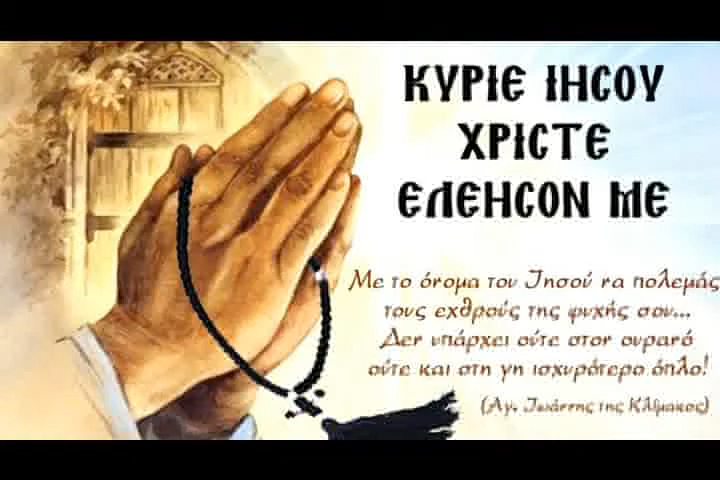 ΚΥΡΙΕ ΙΗΣΟΥ
ΧΡΙΣΤΕ
ΕΛΕΗΣΟΝ ΜΕ
Με το όνομα του Ιησού να πολεμάς
τους εχθρούς της ψυχής σου...
Δεν υπάρχει ούτε στον ουρανό
ούτε και στη γη ισχυρότερο όπλο!
(Αγ. Ιωάννης της Κλίμακος)